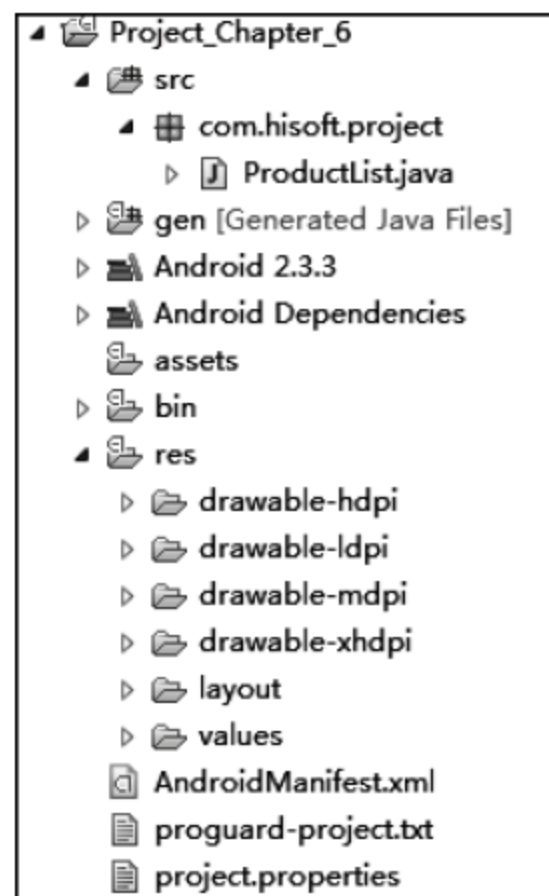 Project_Chapter_6
src
com.hisoft.project
ProductList.java
gen [Generated Java Files]
Android 2.3.3
Android Dependencies
assets
bin
res
drawable-hdpi
drawable-ldpi
drawable-mdpi
drawable-xhdpi
layout
values
AndroidManifest.xml
proguard-project.txt
project.properties